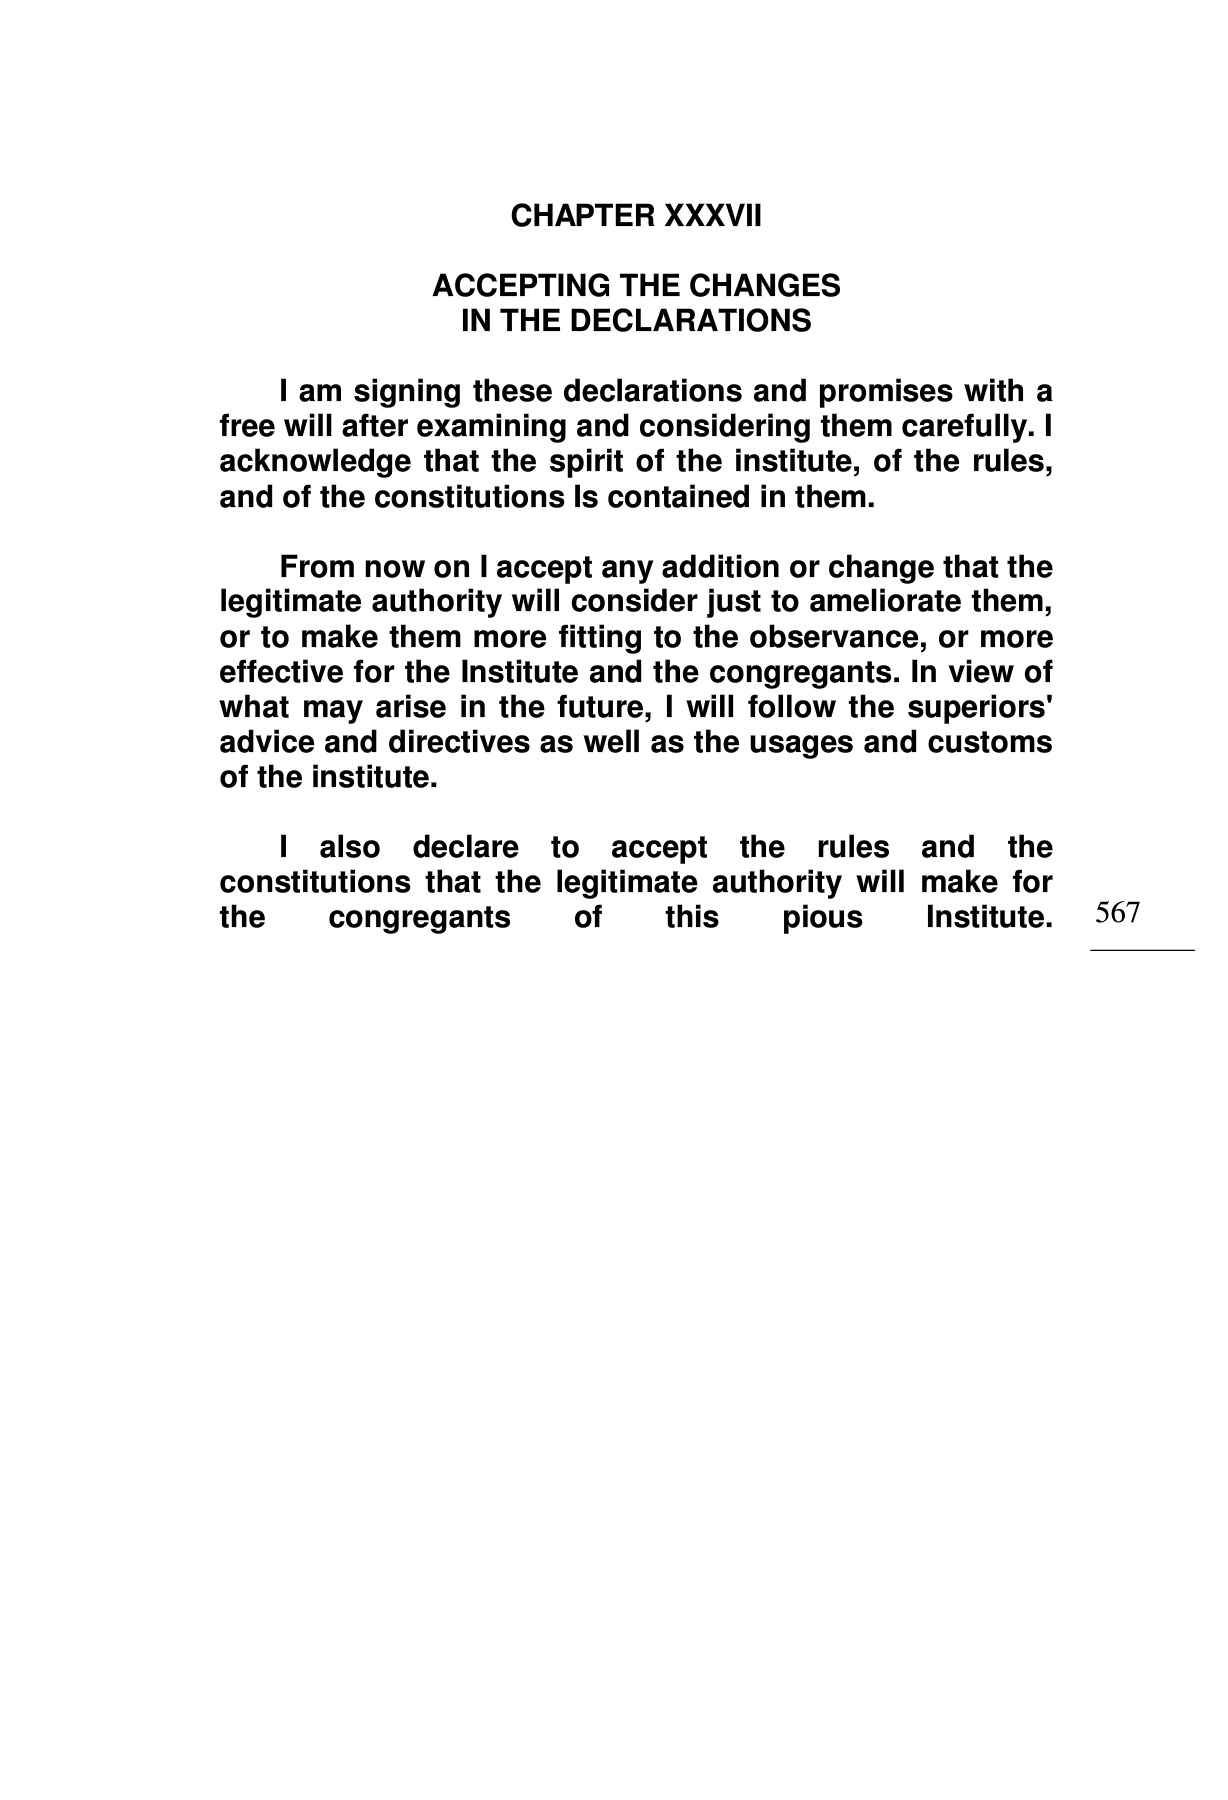 CHAPTER XXXVII
ACCEPTING THE CHANGES
IN THE DECLARATIONS
I am signing these declarations and promises with a
free will after examining and considering them carefully. I
acknowledge that the spirit of the institute, of the rules,
and of the constitutions Is contained in them.
From now on I accept any addition or change that the
legitimate authority will consider just to ameliorate them,
or to make them more fitting to the observance, or more
effective for the Institute and the congregants. In view of
what may arise in the future, I will follow the superiors'
advice and directives as well as the usages and customs
of the institute.
I also declare to accept the rules and the
constitutions that the legitimate authority will make for
the congregants of this pious Institute.
567